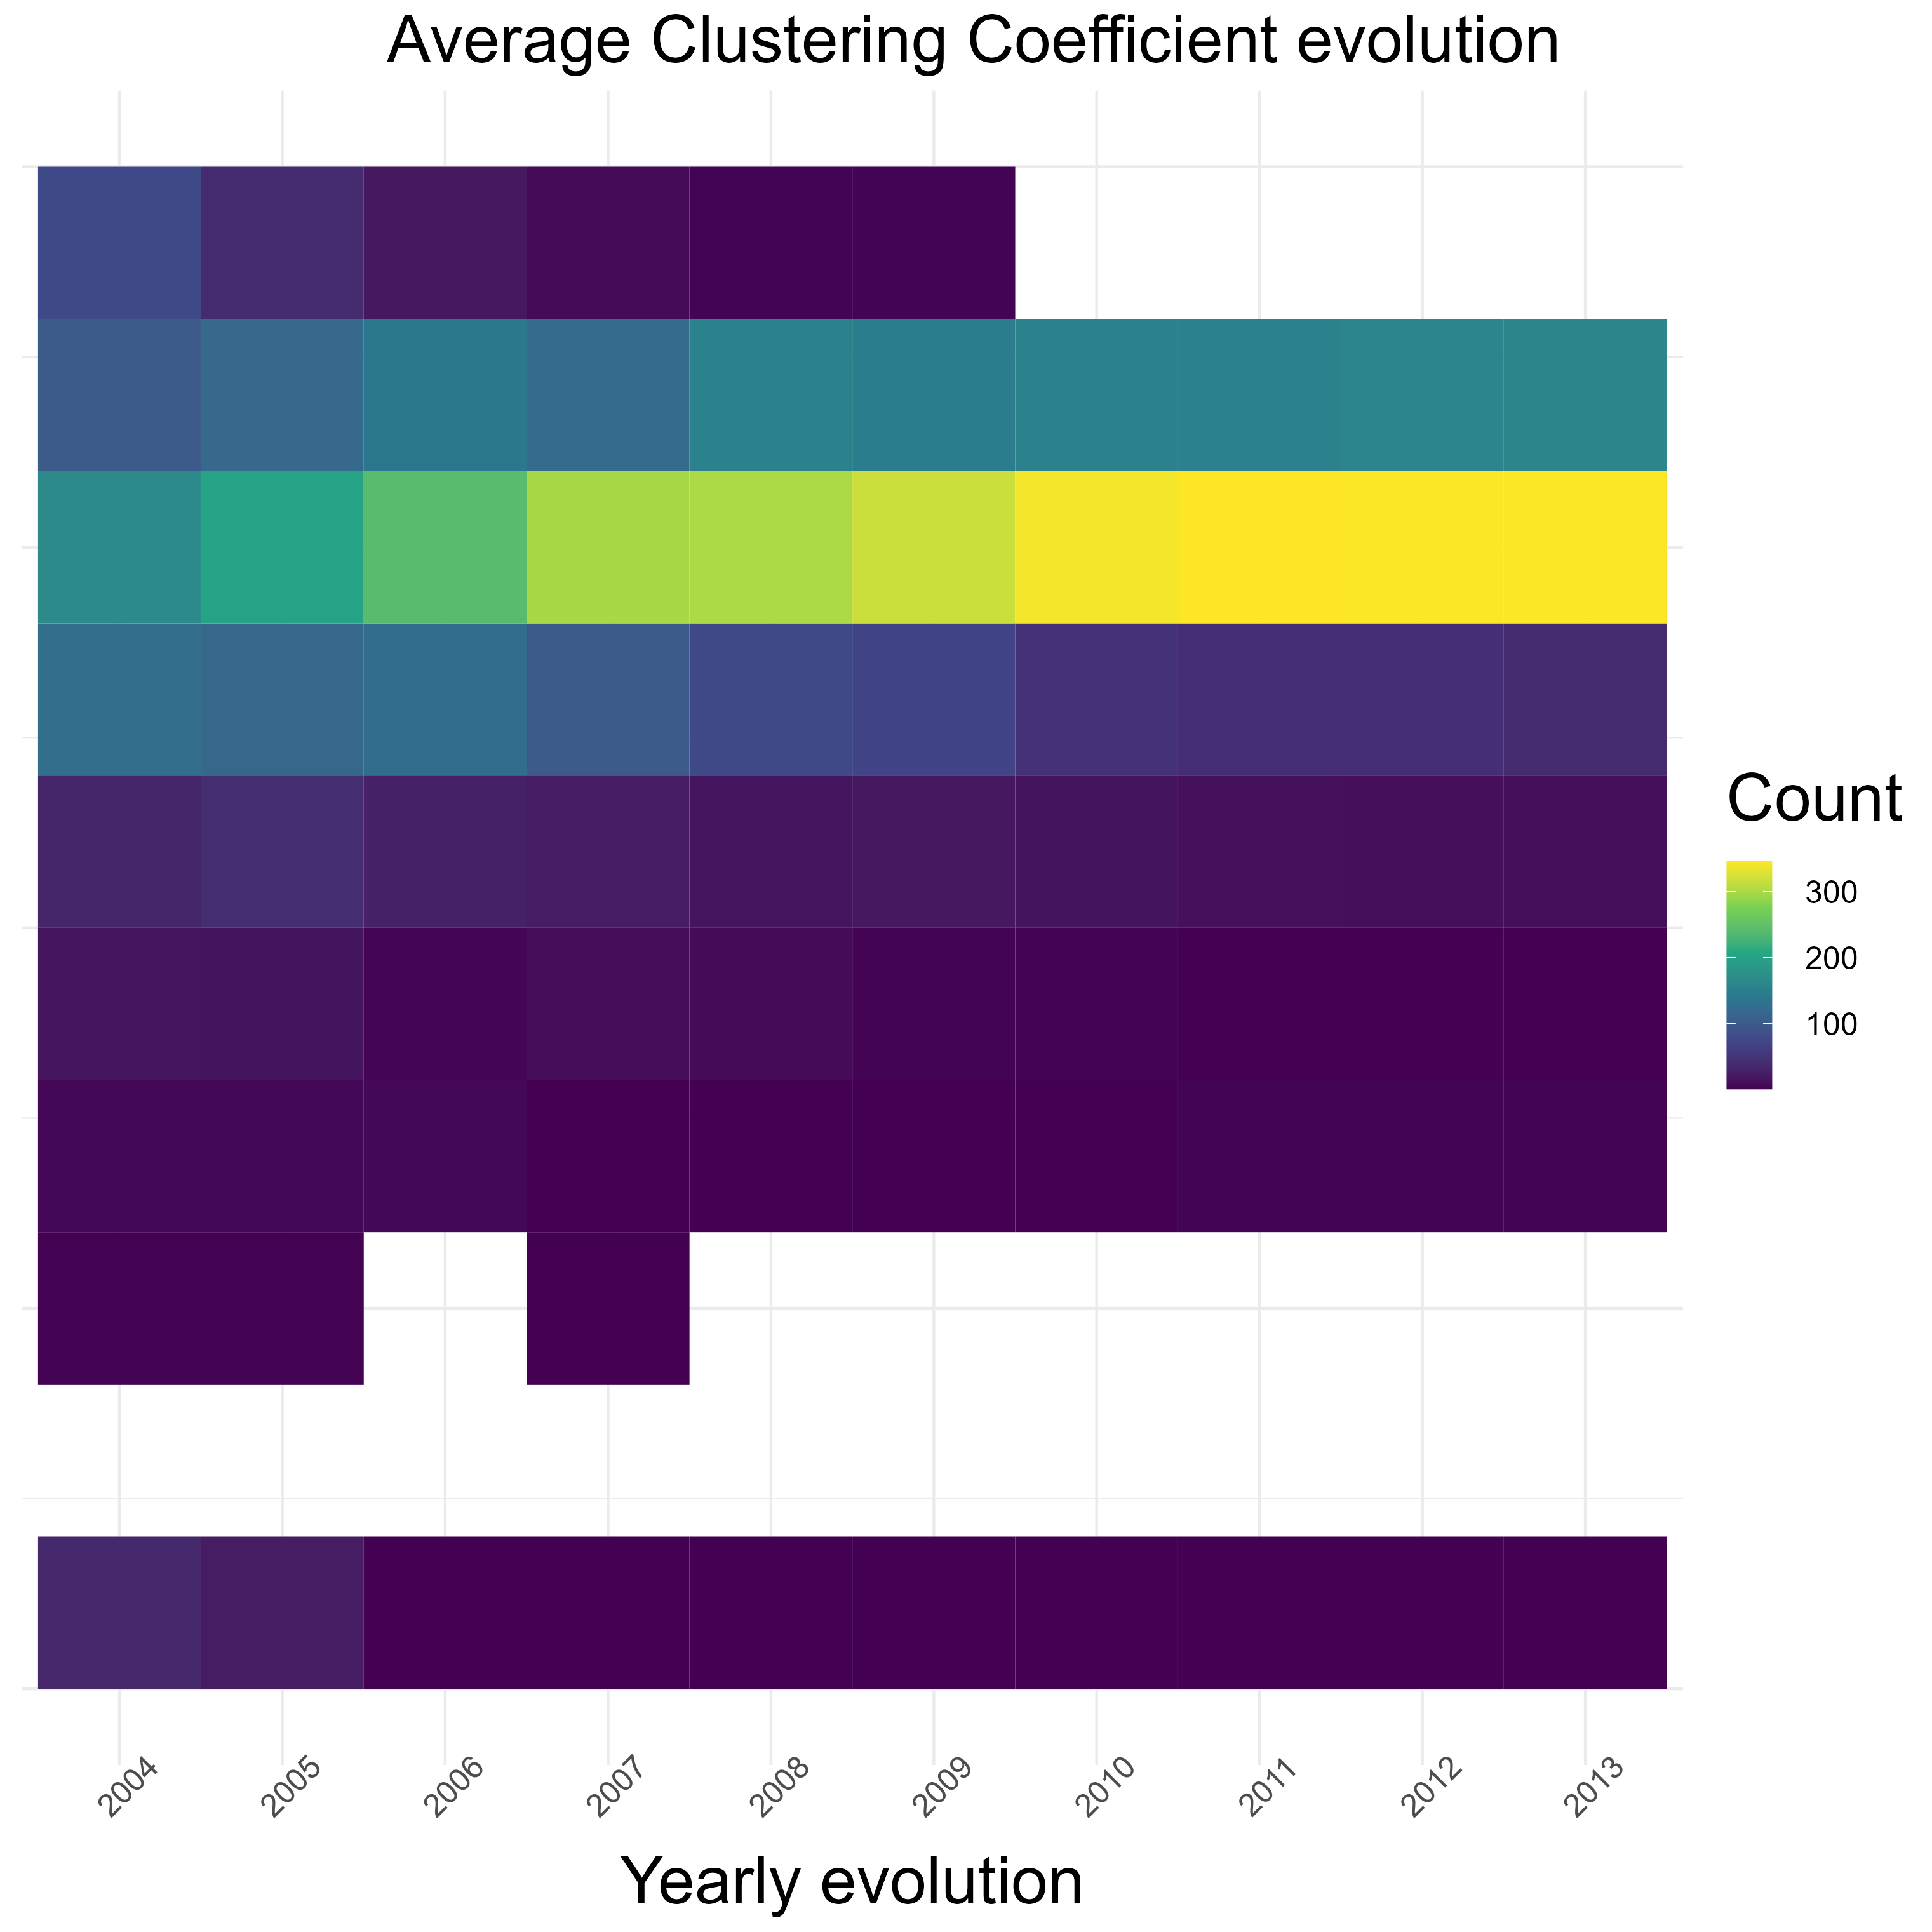 Average Clustering Coefficient evolution
Count
300
200
100
2004 2005 2006 2007 2008 2009 2010 2011 2012 2013
Yearly evolution